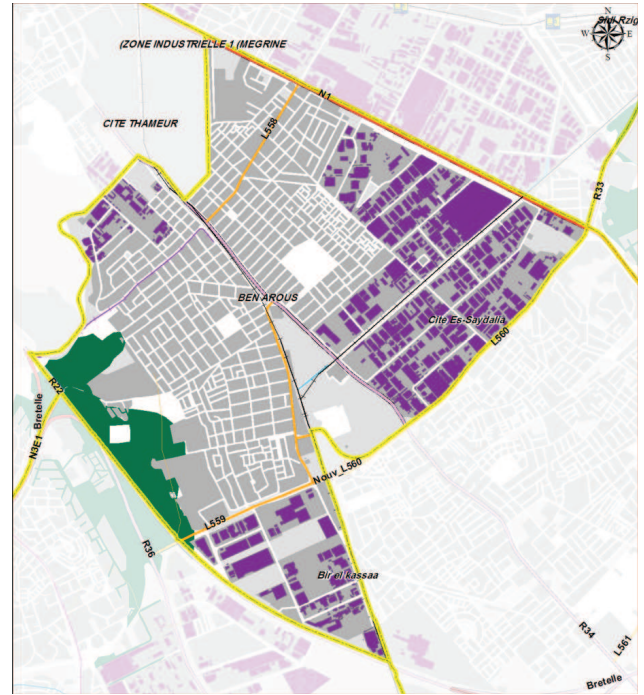 N
W E
S
Sidi Rzig
(ZONE INDUSTRIELLE 1 (MEGRINE
N1
CITE THAMEUR
L558
R33
BEN AROUS
Cité Es-Saydalia
L560
R22
Bretelle
N3E1
Nouv_L560
L559
R36
Bir el kassaa
R34
L561
Bretelle